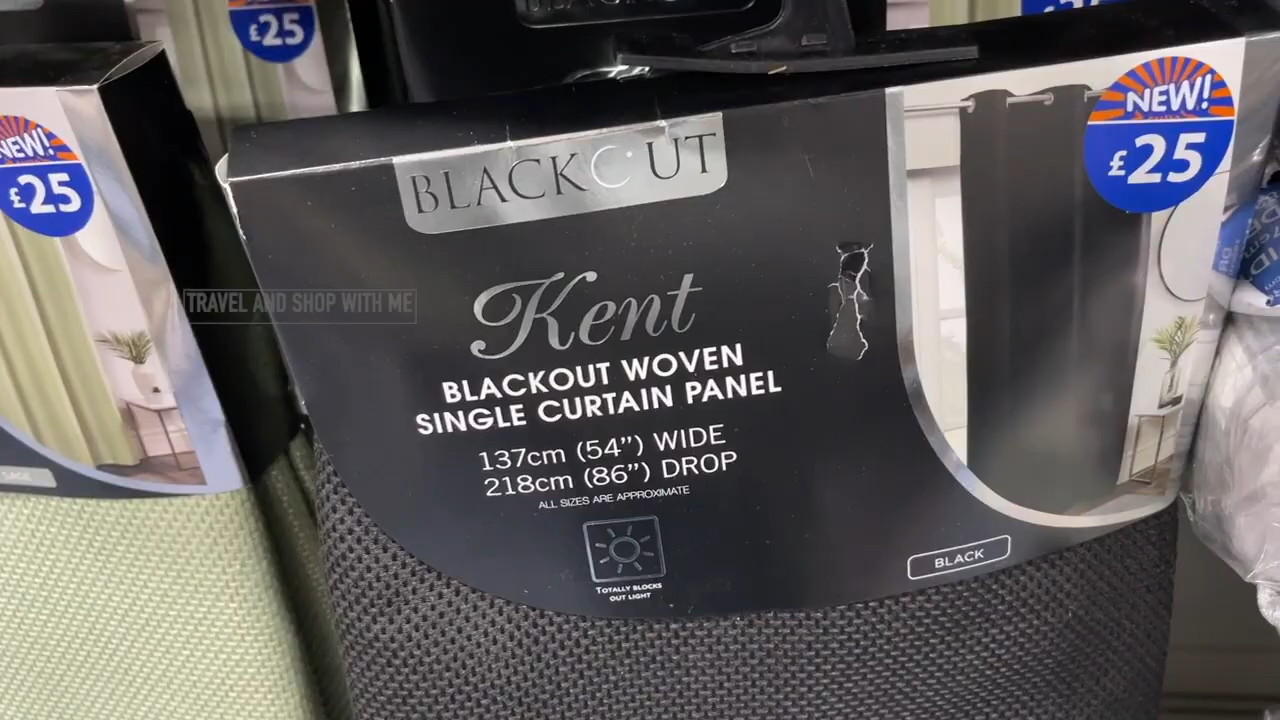 £25
NEW!
£25
BLACKOUT
NEW!
£25
TRAVEL AND SHOP WITH ME
Kent
BLACKOUT WOVEN
SINGLE CURTAIN PANEL
137cm (54”) WIDE
218cm (86”) DROP
ALL SIZES ARE APPROXIMATE
TOTALLY BLOCKS
OUT LIGHT
BLACK
SAGE